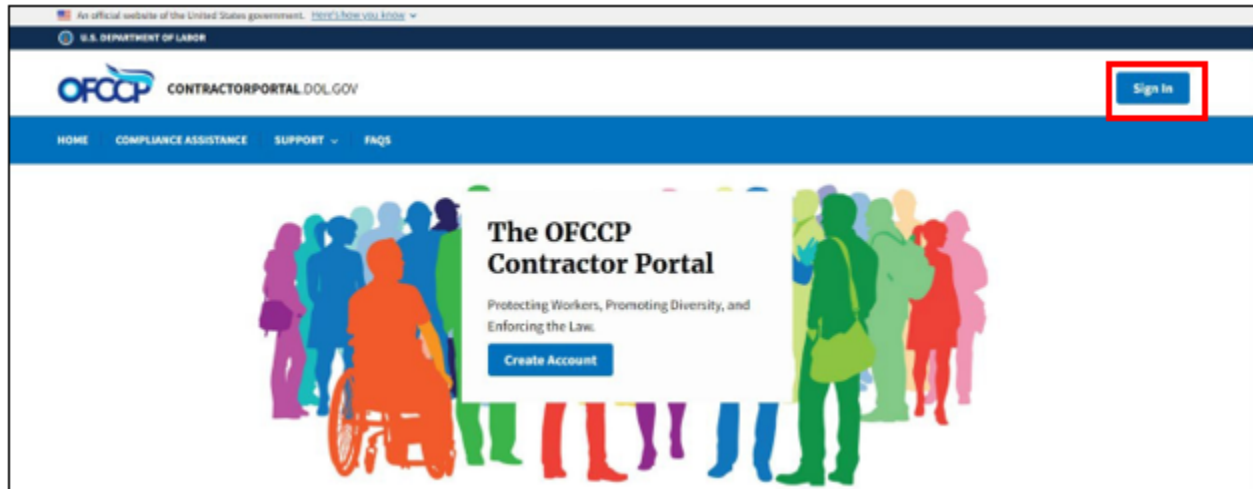 An official website of the United States government. Here's how you know
U.S. DEPARTMENT OF LABOR
OFCCP CONTRACTORPORTAL.DOL.GOV
Sign In
HOME COMPLIANCE ASSISTANCE SUPPORT FAQS
The OFCCP
Contractor Portal
Protecting Workers, Promoting Diversity, and
Enforcing the Law.
Create Account